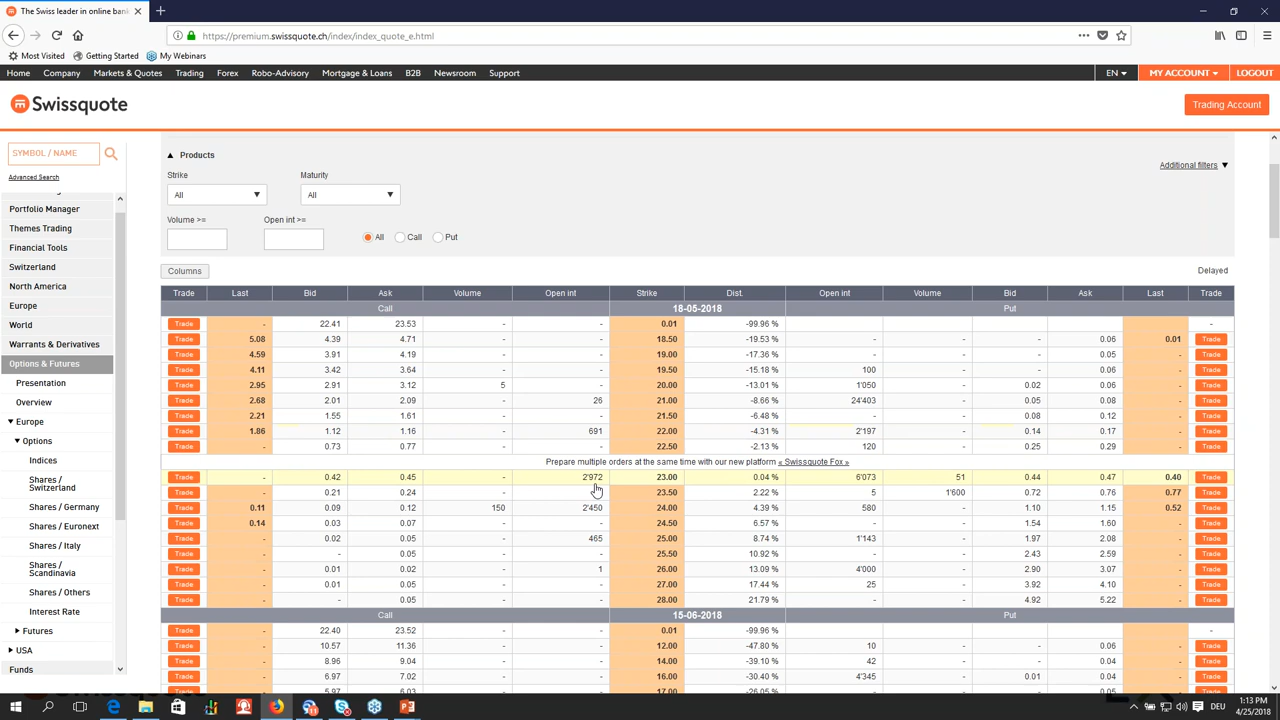 The Swiss leader in online bank
https://premium.swissquote.ch/index/index_quote_e.html
Most Visited Getting Started My Webinars
Home Company Markets & Quotes Trading Forex Robo-Advisory Mortgage & Loans B2B Newsroom Support EN MY ACCOUNT LOGOUT
Swissquote Trading Account
SYMBOL / NAME
Advanced Search
Portfolio Manager
Themes Trading
Financial Tools
Switzerland
North America
Europe
World
Warrants & Derivatives
Options & Futures
Presentation
Overview
Europe
Options
Indices
Shares /
Switzerland
Shares / Germany
Shares / Euronext
Shares / Italy
Shares /
Scandinavia
Shares / Others
Interest Rate
Futures
USA
Funds
Products
Additional filters
Strike Maturity
All All
Volume >= Open int >=
All Call Put
Columns Delayed
Trade Last Bid Ask Volume Open int Strike Dist. Open int Volume Bid Ask Last Trade
Call 18-05-2018 Put
Trade - 22.41 23.53 - - 0.01 -99.96 % - - - - - -
Trade 5.08 4.39 4.71 - - 18.50 -19.53 % - - - 0.06 0.01 Trade
Trade 4.59 3.91 4.19 - - 19.00 -17.36 % - - - 0.05 - Trade
Trade 4.11 3.42 3.64 - - 19.50 -15.18 % 100 - - 0.06 - Trade
Trade 2.95 2.91 3.12 5 - 20.00 -13.01 % 1'050 - 0.02 0.06 - Trade
Trade 2.68 2.01 2.09 - 26 21.00 -8.66 % 24'403 - 0.05 0.08 - Trade
Trade 2.21 1.55 1.61 - - 21.50 -6.48 % - - 0.08 0.12 - Trade
Trade 1.86 1.12 1.16 - 691 22.00 -4.31 % 2'197 - 0.14 0.17 - Trade
Trade - 0.73 0.77 - - 22.50 -2.13 % 120 - 0.25 0.29 - Trade
Prepare multiple orders at the same time with our new platform « Swissquote Fox »
Trade - 0.42 0.45 - 2'972 23.00 0.04 % 6'073 51 0.44 0.47 0.40 Trade
Trade - 0.21 0.24 - - 23.50 2.22 % 5 1'600 0.72 0.76 0.77 Trade
Trade 0.11 0.09 0.12 150 2'450 24.00 4.39 % 580 - 1.10 1.15 0.52 Trade
Trade 0.14 0.03 0.07 - - 24.50 6.57 % - - 1.54 1.60 - Trade
Trade - 0.02 0.05 - 465 25.00 8.74 % 1'143 - 1.97 2.08 - Trade
Trade - - 0.05 - - 25.50 10.92 % - - 2.43 2.59 - Trade
Trade - 0.01 0.02 - 1 26.00 13.09 % 4'000 - 2.90 3.07 - Trade
Trade - 0.01 0.05 - - 27.00 17.44 % 25 - 3.92 4.10 - Trade
Trade - - 0.05 - - 28.00 21.79 % - - 4.92 5.22 - Trade
Call 15-06-2018 Put
Trade - 22.40 23.52 - - 0.01 -99.96 % - - - - - -
Trade - 10.57 11.36 - - 12.00 -47.80 % 10 - - 0.06 - Trade
Trade - 8.96 9.04 - - 14.00 -39.10 % 42 - - 0.04 - Trade
Trade - 6.97 7.02 - - 16.00 -30.40 % 4'345 - 0.01 0.04 - Trade
Trade - 5.97 6.03 - - 17.00 -26.05 % - - 0.05 - Trade
DEU 1:13 PM
4/25/2018